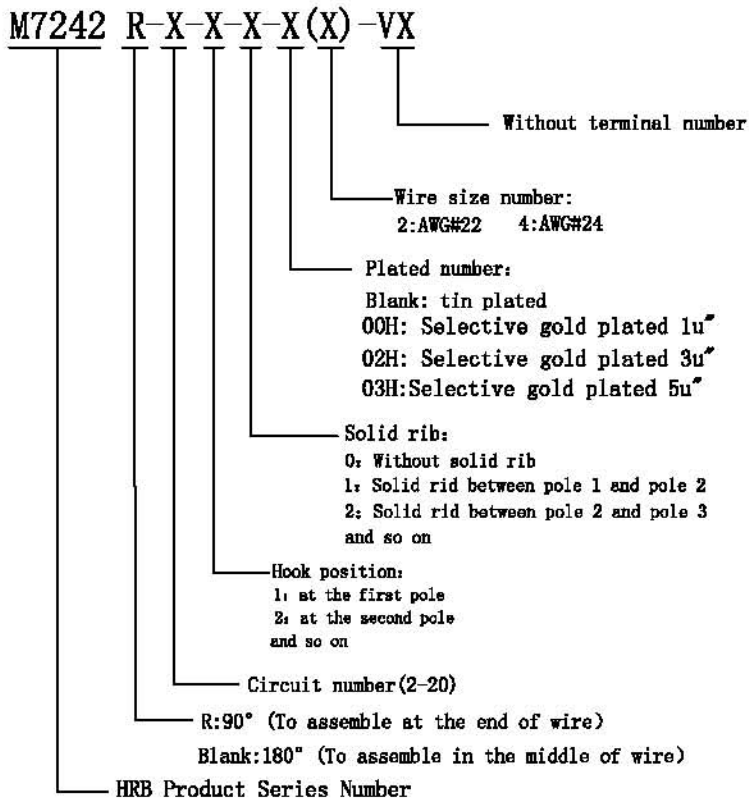 M7242 R-X-X-X-X(X)-VX
Without terminal number
Wire size number:
2:AWG#22 4:AWG#24
Plated number:
Blank: tin plated
00H: Selective gold plated 1u"
02H: Selective gold plated 3u"
03H:Selective gold plated 5u"
Solid rib:
0: Without solid rib
1: Solid rid between pole 1 and pole 2
2: Solid rid between pole 2 and pole 3
and so on
Hook position:
1: at the first pole
2: at the second pole
and so on
Circuit number(2-20)
R:90° (To assemble at the end of wire)
Blank:180° (To assemble in the middle of wire)
HRB Product Series Number